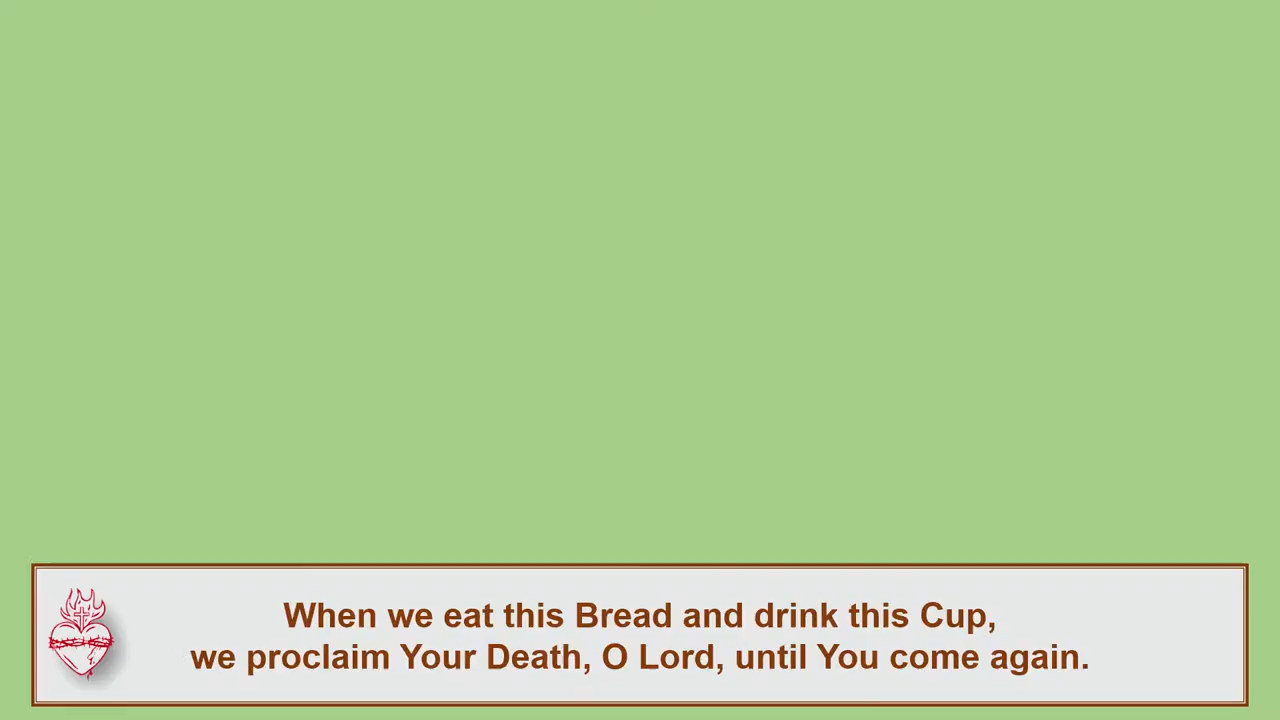 When we eat this Bread and drink this Cup,
we proclaim Your Death, O Lord, until You come again.